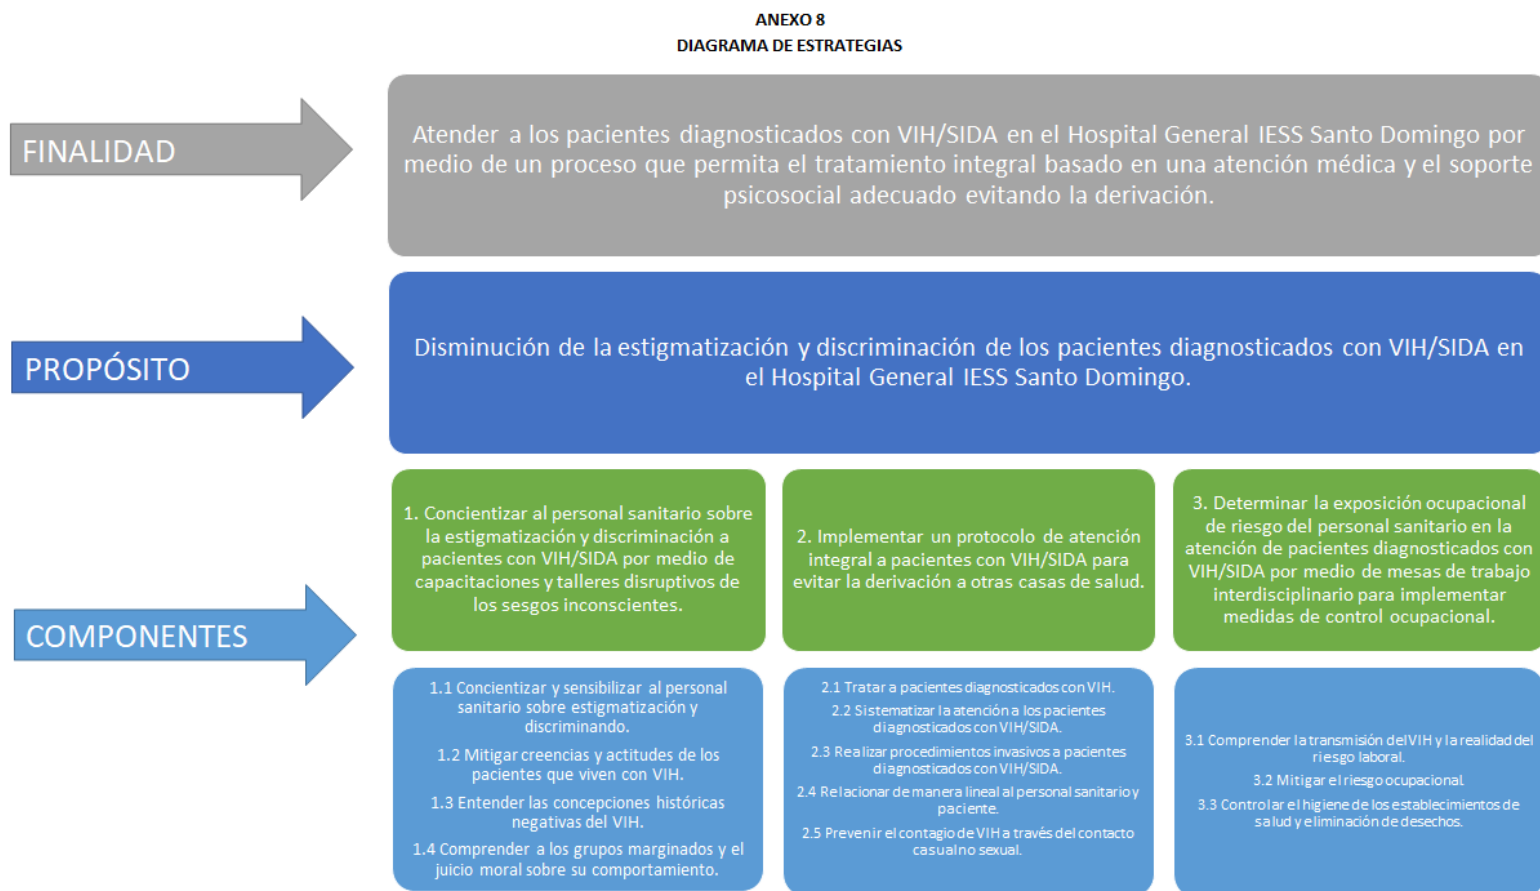 ANEXO 8
DIAGRAMA DE ESTRATEGIAS
FINALIDAD
Atender a los pacientes diagnosticados con VIH/SIDA en el Hospital General IESS Santo Domingo por
medio de un proceso que permita el tratamiento integral basado en una atención médica y el soporte
psicosocial adecuado evitando la derivación.
PROPÓSITO
Disminución de la estigmatización y discriminación de los pacientes diagnosticados con VIH/SIDA en
el Hospital General IESS Santo Domingo.
COMPONENTES
1. Concientizar al personal sanitario sobre
la estigmatización y discriminación a
pacientes con VIH/SIDA por medio de
capacitaciones y talleres disruptivos de
los sesgos inconscientes.
2. Implementar un protocolo de atención
integral a pacientes con VIH/SIDA para
evitar la derivación a otras casas de salud.
3. Determinar la exposición ocupacional
de riesgo del personal sanitario en la
atención de pacientes diagnosticados con
VIH/SIDA por medio de mesas de trabajo
interdisciplinario para implementar
medidas de control ocupacional.
1.1 Concientizar y sensibilizar al personal
sanitario sobre estigmatización y
discriminando.
1.2 Mitigar creencias y actitudes de los
pacientes que viven con VIH.
1.3 Entender las concepciones históricas
negativas del VIH.
1.4 Comprender a los grupos marginados y el
juicio moral sobre su comportamiento.
2.1 Tratar a pacientes diagnosticados con VIH.
2.2 Sistematizar la atención a los pacientes
diagnosticados con VIH/SIDA.
2.3 Realizar procedimientos invasivos a pacientes
diagnosticados con VIH/SIDA.
2.4 Relacionar de manera lineal al personal sanitario y
paciente.
2.5 Prevenir el contagio de VIH a través del contacto
casual no sexual.
3.1 Comprender la transmisión del VIH y la realidad del
riesgo laboral.
3.2 Mitigar el riesgo ocupacional.
3.3 Controlar el higiene de los establecimientos de
salud y eliminación de desechos.